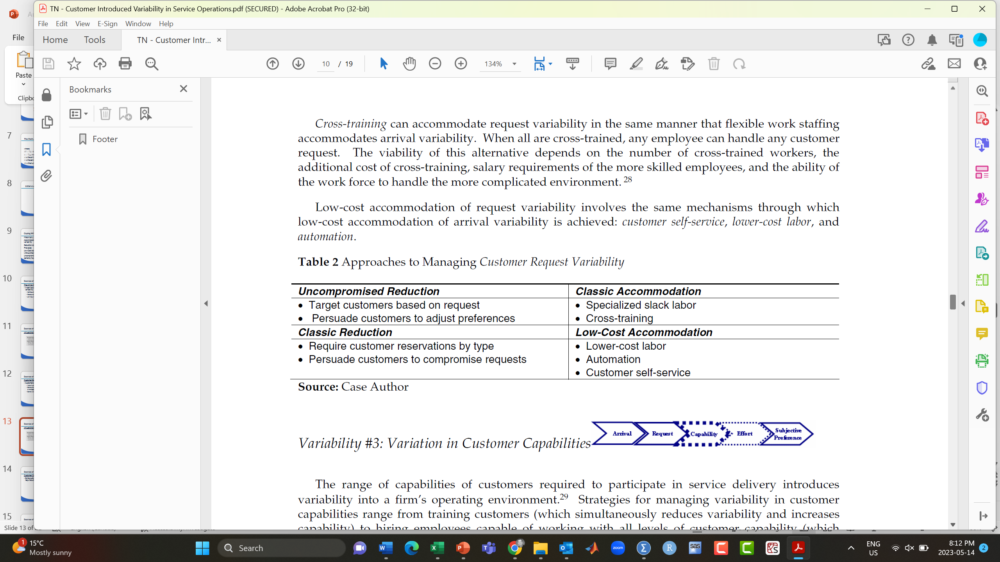 TN - Customer Introduced Variability in Service Operations.pdf (SECURED) - Adobe Acrobat Pro (32-bit)
File Edit View E-Sign Window Help
File
Home Tools TN - Customer Intr...
10 / 19 134%
Paste
Bookmarks
Footer
7
8
9
10
11
12
13
14
15
Cross-training can accommodate request variability in the same manner that flexible work staffing
accommodates arrival variability. When all are cross-trained, any employee can handle any customer
request. The viability of this alternative depends on the number of cross-trained workers, the
additional cost of cross-training, salary requirements of the more skilled employees, and the ability of
the work force to handle the more complicated environment. 28
Low-cost accommodation of request variability involves the same mechanisms through which
low-cost accommodation of arrival variability is achieved: customer self-service, lower-cost labor, and
automation.
Table 2 Approaches to Managing Customer Request Variability
Uncompromised Reduction
• Target customers based on request
• Persuade customers to adjust preferences
Classic Accommodation
• Specialized slack labor
• Cross-training
Classic Reduction
• Require customer reservations by type
• Persuade customers to compromise requests
Low-Cost Accommodation
• Lower-cost labor
• Automation
• Customer self-service
Source: Case Author
Variability #3: Variation in Customer Capabilities
Arrival Request Capability Effort Subjective Preference
The range of capabilities of customers required to participate in service delivery introduces
variability into a firm's operating environment.29 Strategies for managing variability in customer
capabilities range from training customers (which simultaneously reduces variability and increases
capability) to hiring employees capable of working with all levels of customer capability (which
Slide 13 of
1
15°C
Mostly sunny
Search
zoom
sas
ENG
US
8:12 PM
2023-05-14
2